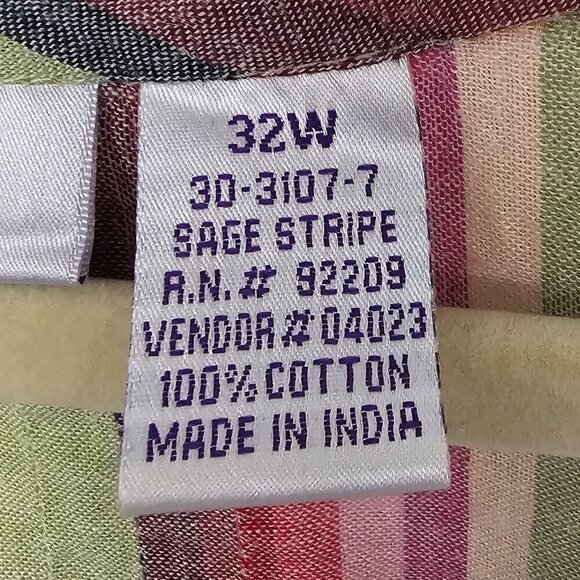 32W
30-3107-7
SAGE STRIPE
R.N.# 92209
VENDOR# 04023
100% COTTON
MADE IN INDIA